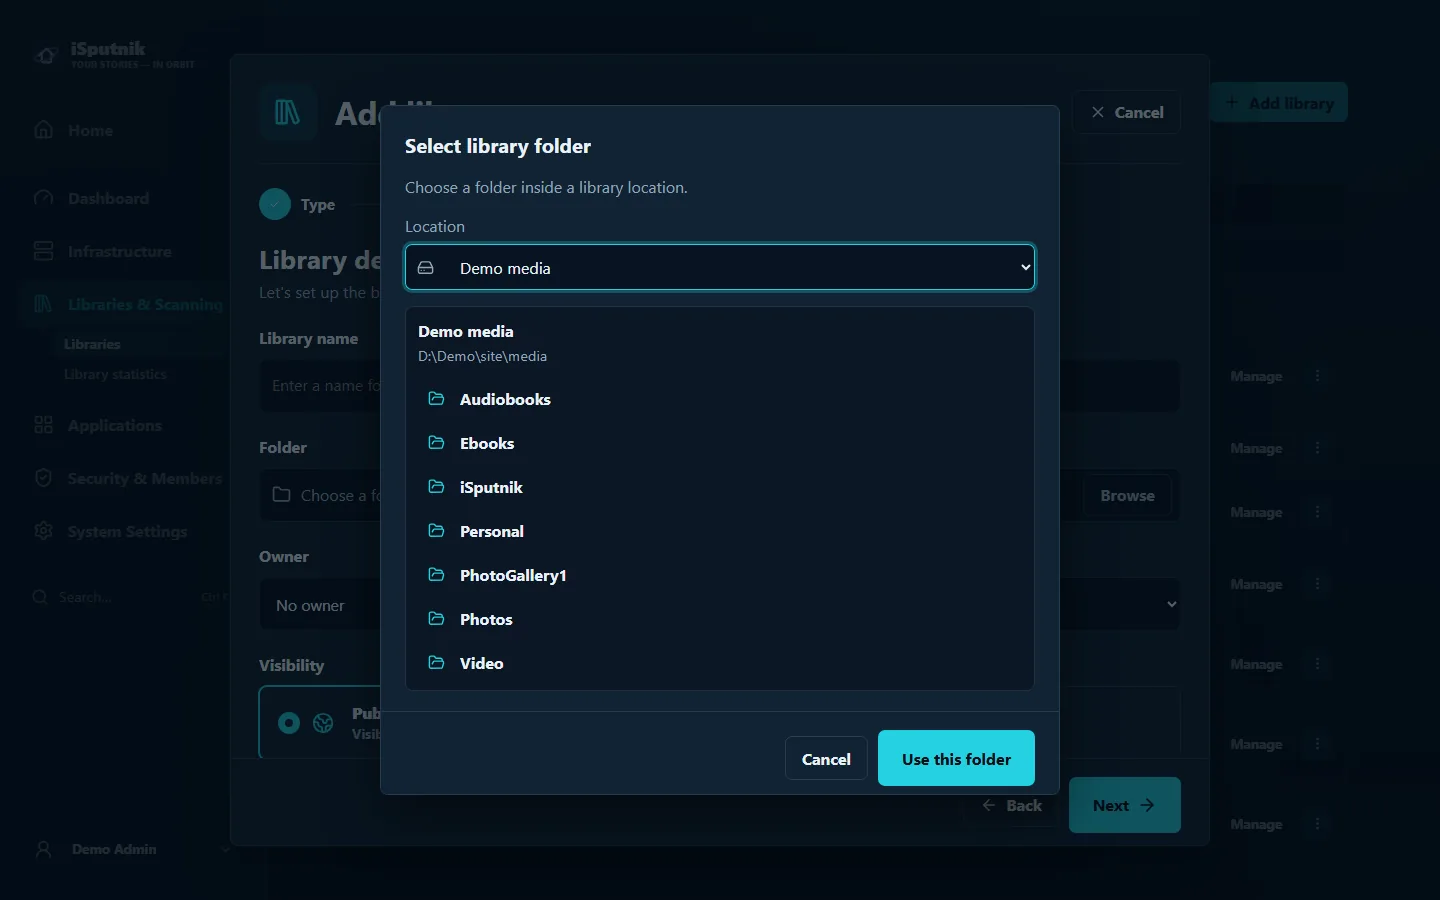 iSputnik
YOUR STORIES — IN ORBIT
Home
Dashboard
Infrastructure
Libraries & Scanning
Libraries
Library statistics
Applications
Security & Members
System Settings
Search...
Demo Admin
Add library
Cancel
Type
Library de
Let's set up the b
Library name
Enter a name fo
Folder
Choose a fo
Browse
Owner
No owner
Visibility
Pub
Visib
Back
Next
Manage
Manage
Manage
Manage
Manage
Manage
Manage
Select library folder
Choose a folder inside a library location.
Location
Demo media
Demo media
D:\Demo\site\media
Audiobooks
Ebooks
iSputnik
Personal
PhotoGallery1
Photos
Video
Cancel
Use this folder